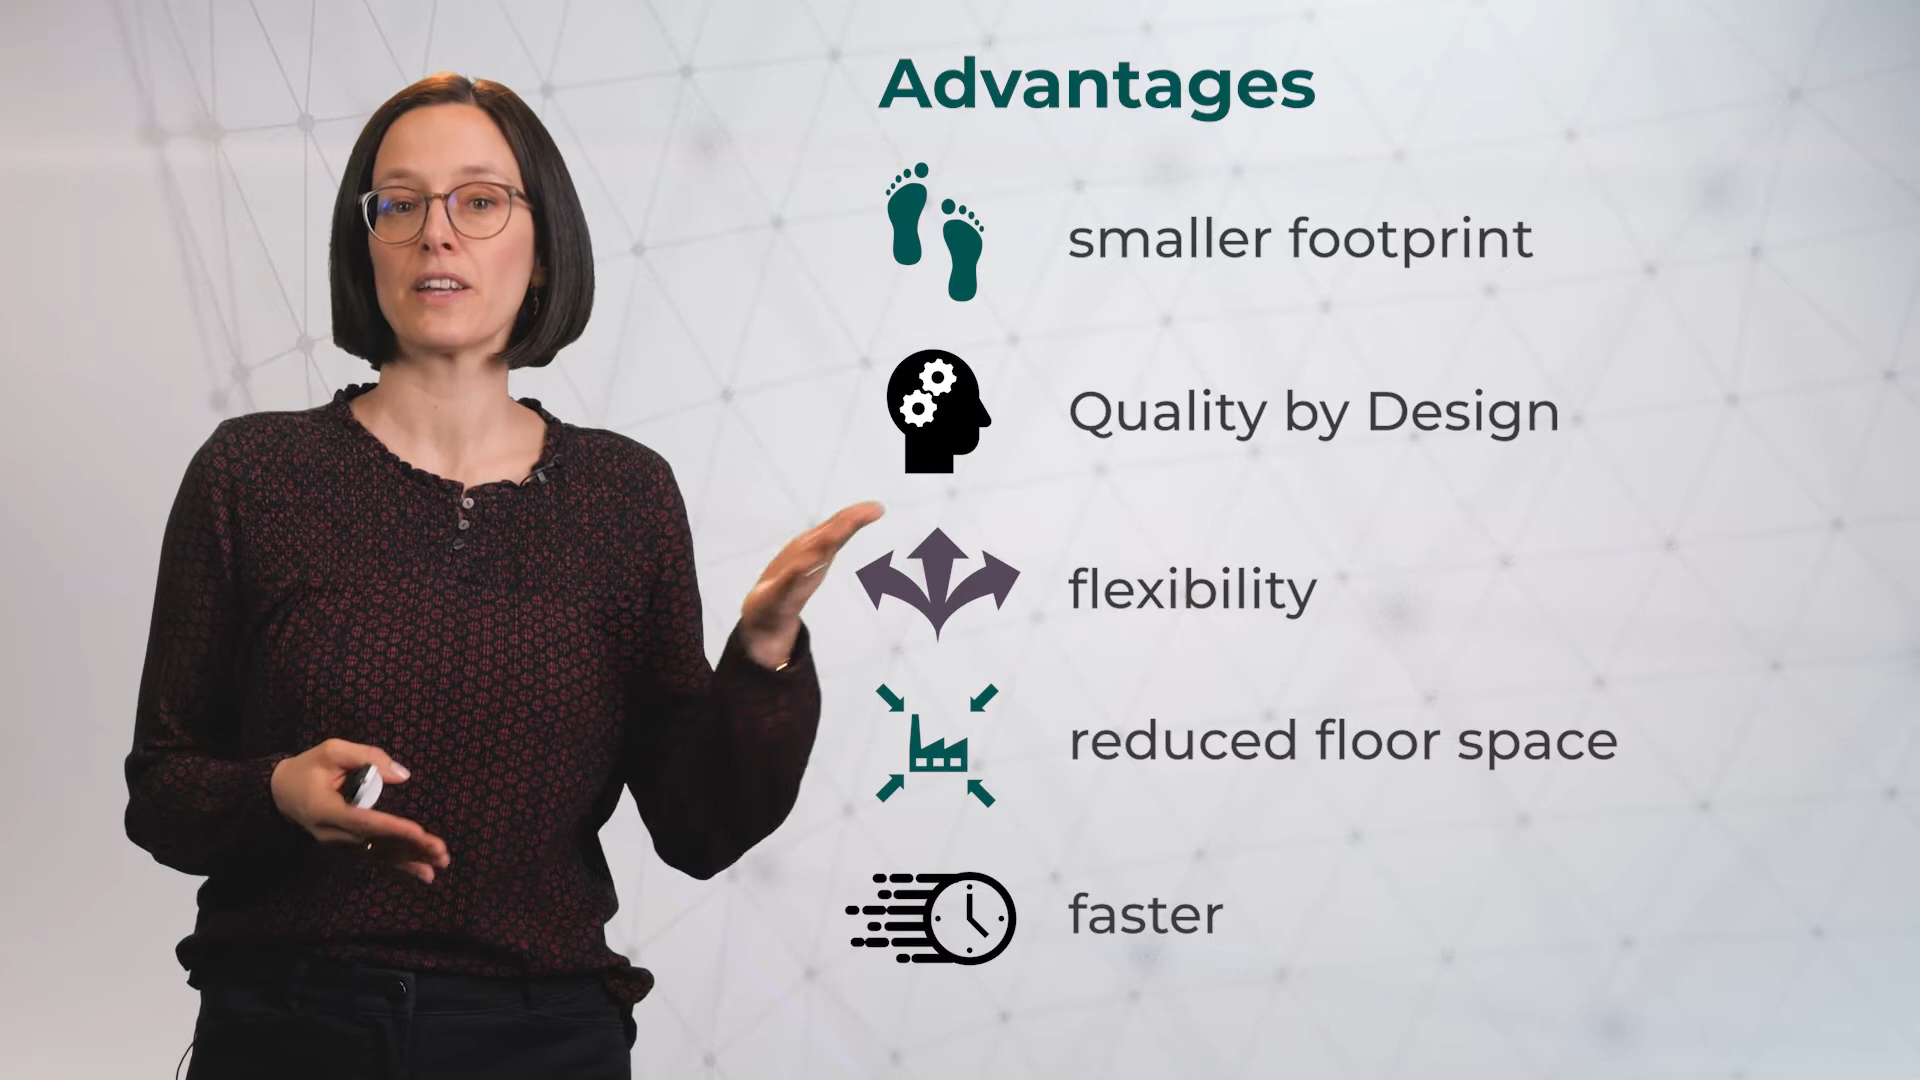 Advantages
smaller footprint
Quality by Design
flexibility
reduced floor space
faster